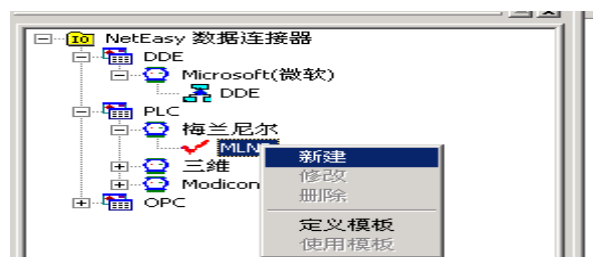 IO NetEasy 数据连接器
DDE
Microsoft(微软)
DDE
PLC
梅兰尼尔
MLN
三维
Modicon
OPC
新建
修改
删除
定义模板
使用模板